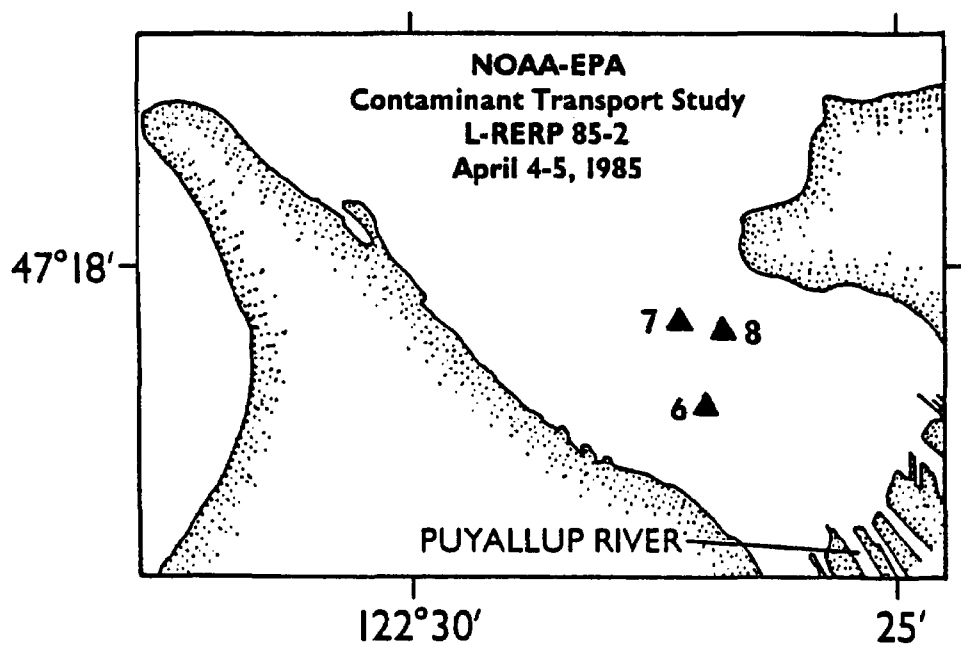 NOAA-EPA
Contaminant Transport Study
L-RERP 85-2
April 4-5, 1985
47°18′
7
8
6
PUYALLUP RIVER
122°30′
25′